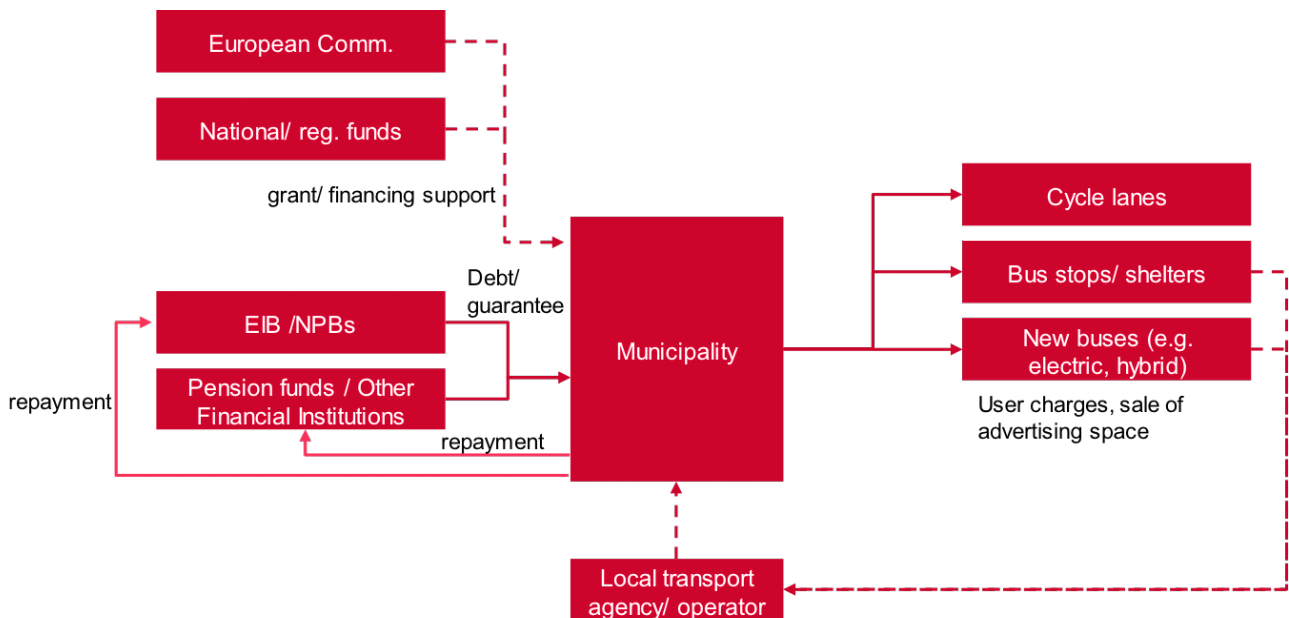 European Comm.
National/ reg. funds
grant/ financing support
Cycle lanes
Bus stops/ shelters
Debt/
guarantee
EIB /NPBs
Municipality
New buses (e.g.
electric, hybrid)
Pension funds / Other
Financial Institutions
repayment
repayment
User charges, sale of
advertising space
Local transport
agency/ operator